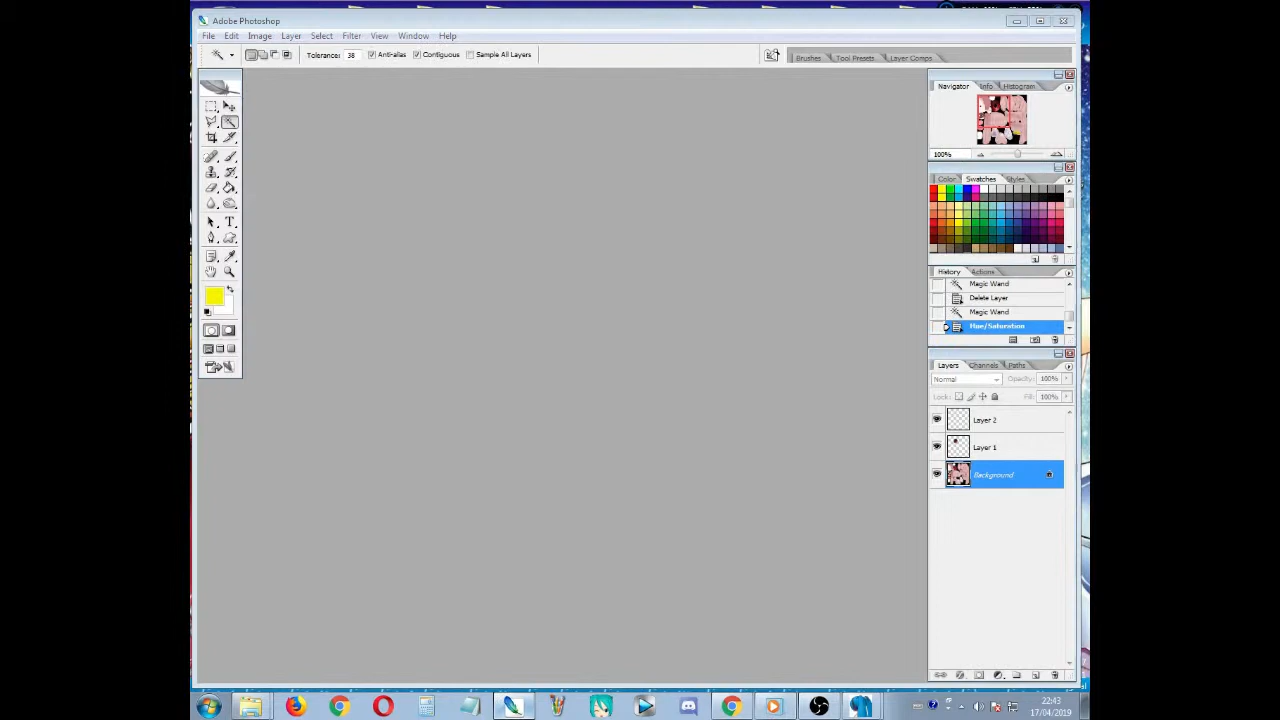 Adobe Photoshop
File Edit Image Layer Select Filter View Window Help
Tolerance: 38 Anti-alias Contiguous Sample All Layers
Brushes Tool Presets Layer Comps
Navigator Info Histogram
100%
Color Swatches Styles
History Actions
Magic Wand
Delete Layer
Magic Wand
Hue/Saturation
Layers Channels Paths
Normal Opacity: 100%
Lock: Fill: 100%
Layer 2
Layer 1
Background
22:43
17/04/2019